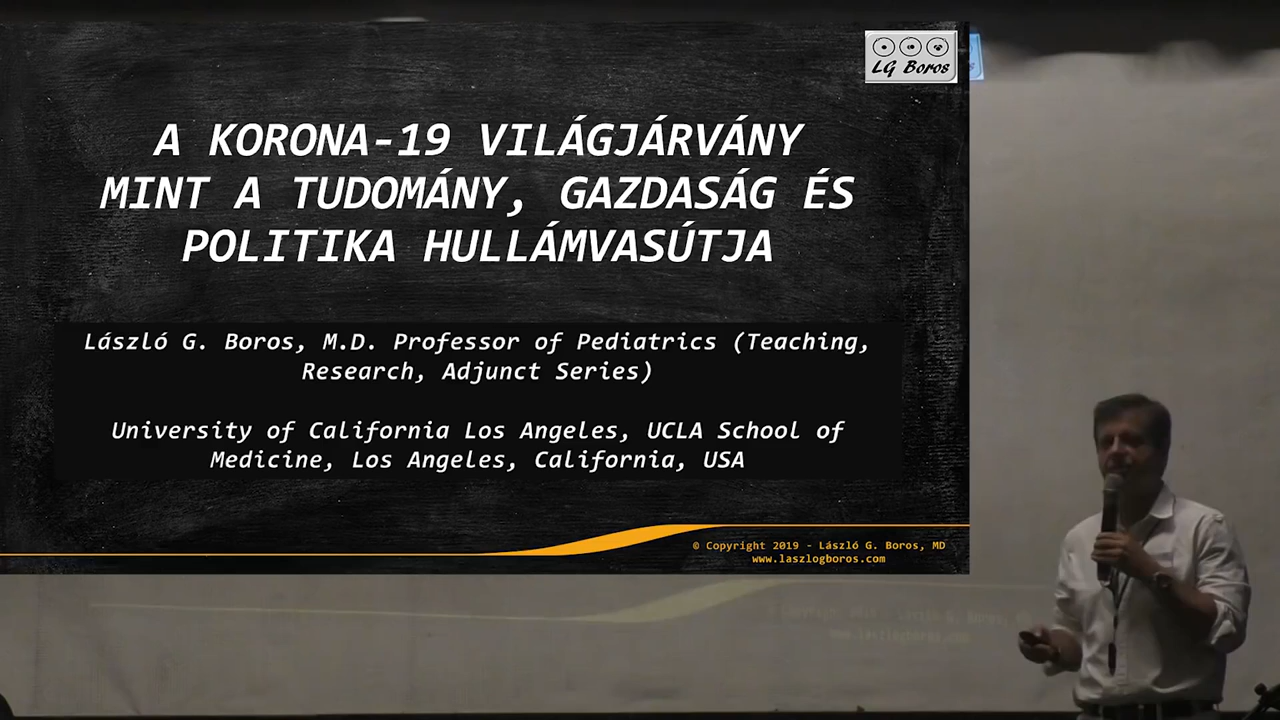 LG Boros
A KORONA-19 VILÁGJÁRVÁNY
MINT A TUDOMÁNY, GAZDASÁG ÉS
POLITIKA HULLÁMVASÚTJA
László G. Boros, M.D. Professor of Pediatrics (Teaching,
Research, Adjunct Series)
University of California Los Angeles, UCLA School of
Medicine, Los Angeles, California, USA
© Copyright 2019 - László G. Boros, MD
www.laszlogboros.com